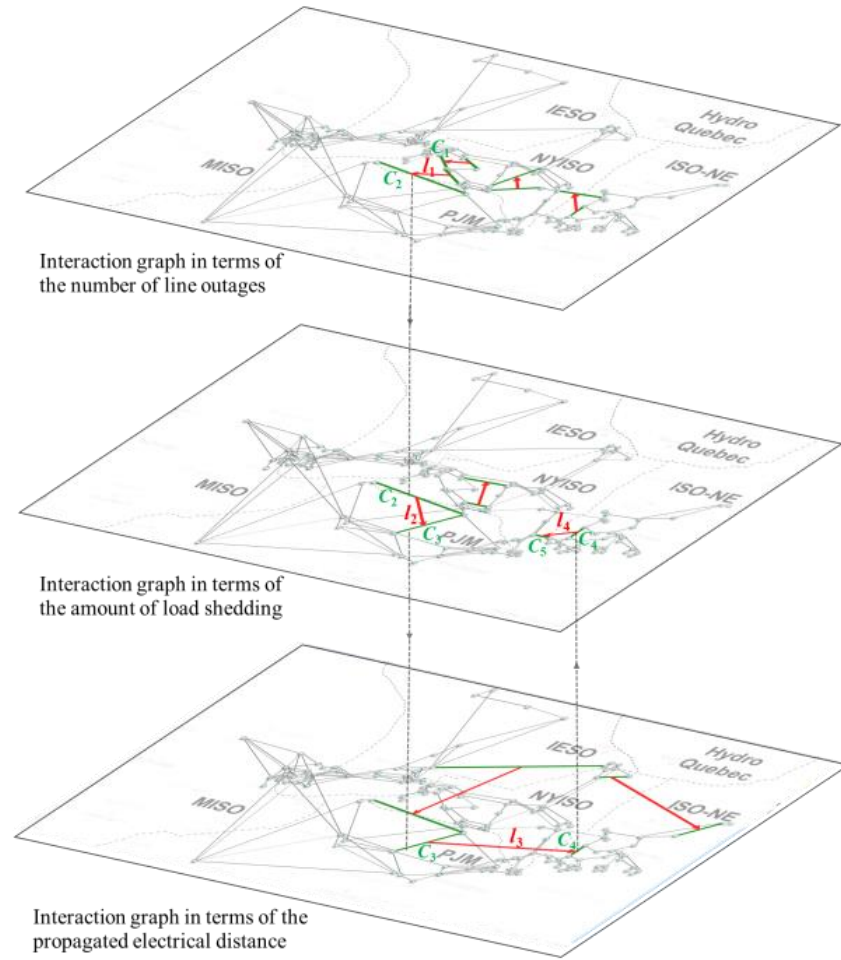 IESO
Hydro
Quebec
MISO
C₁
l₁
NYISO
ISO-NE
C₂
PJM
Interaction graph in terms of
the number of line outages
IESO
Hydro
Quebec
MISO
NYISO
ISO-NE
C₂
l₂
l₄
C₃
PJM
C₅
C₄
Interaction graph in terms of
the amount of load shedding
IESO
Hydro
Quebec
MISO
NYISO
ISO-NE
l₃
C₃
PJM
C₄
Interaction graph in terms of the
propagated electrical distance